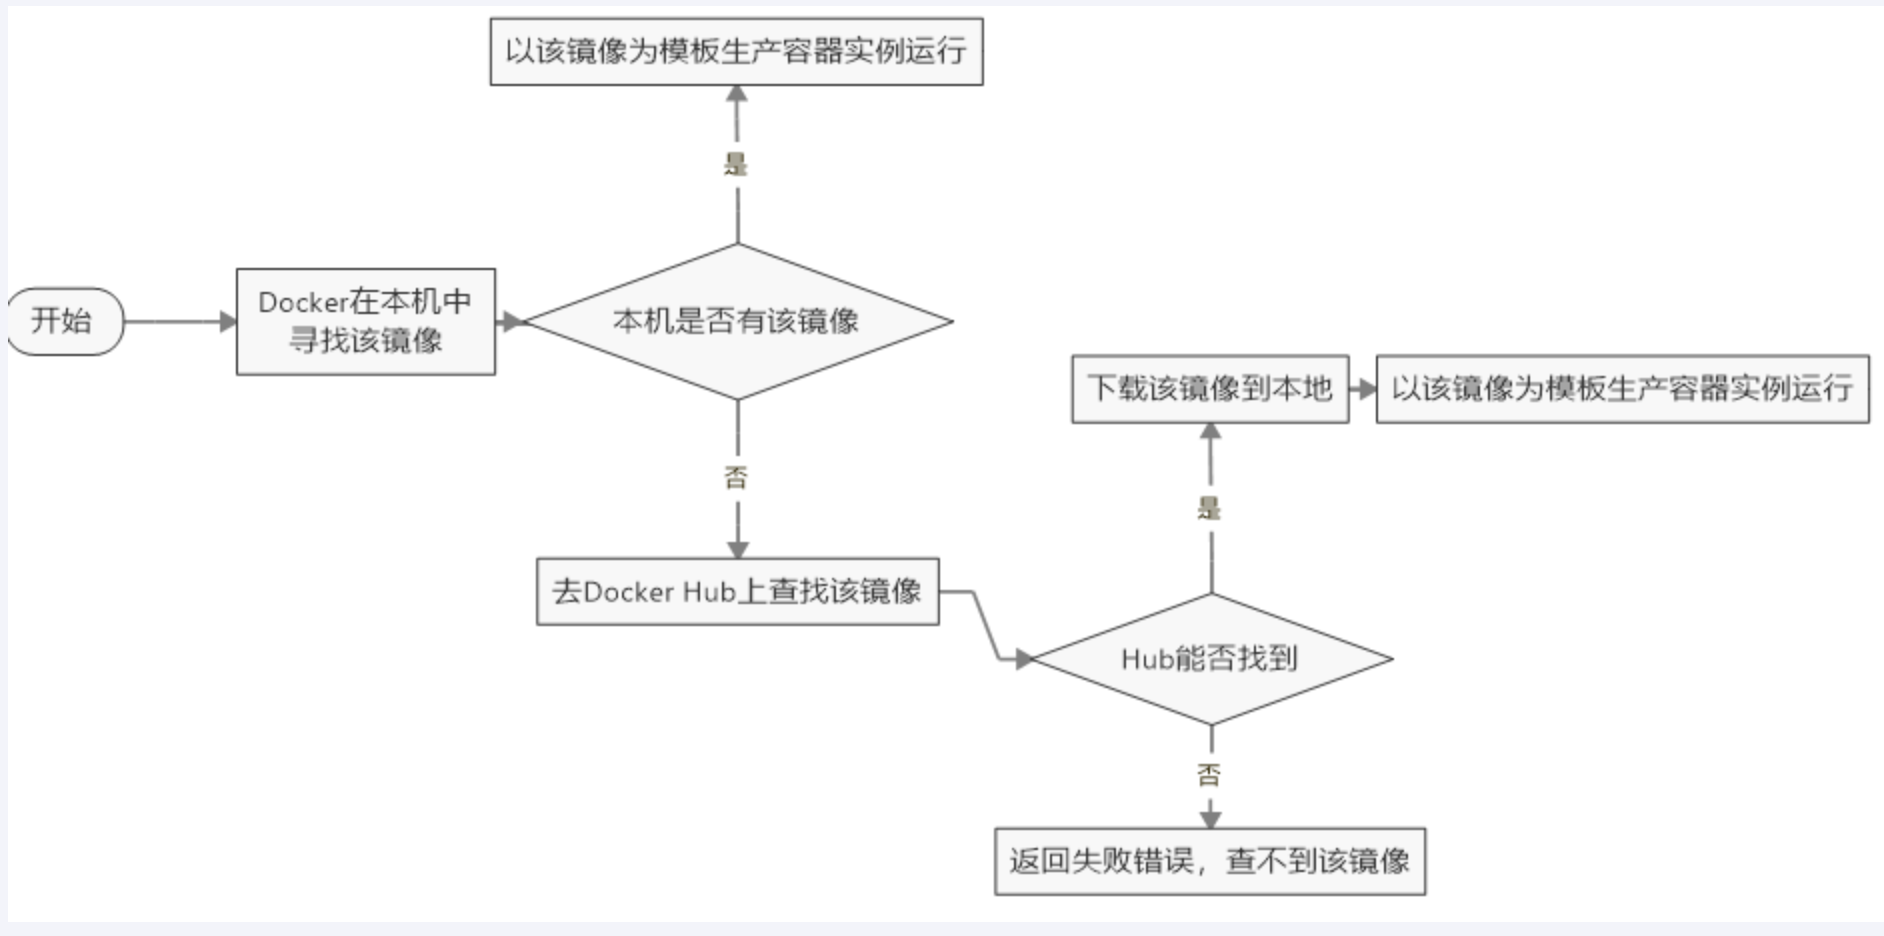 以该镜像为模板生产容器实例运行
是
开始
Docker在本机中
寻找该镜像
本机是否有该镜像
否
去Docker Hub上查找该镜像
下载该镜像到本地
以该镜像为模板生产容器实例运行
是
Hub能否找到
否
返回失败错误，查不到该镜像